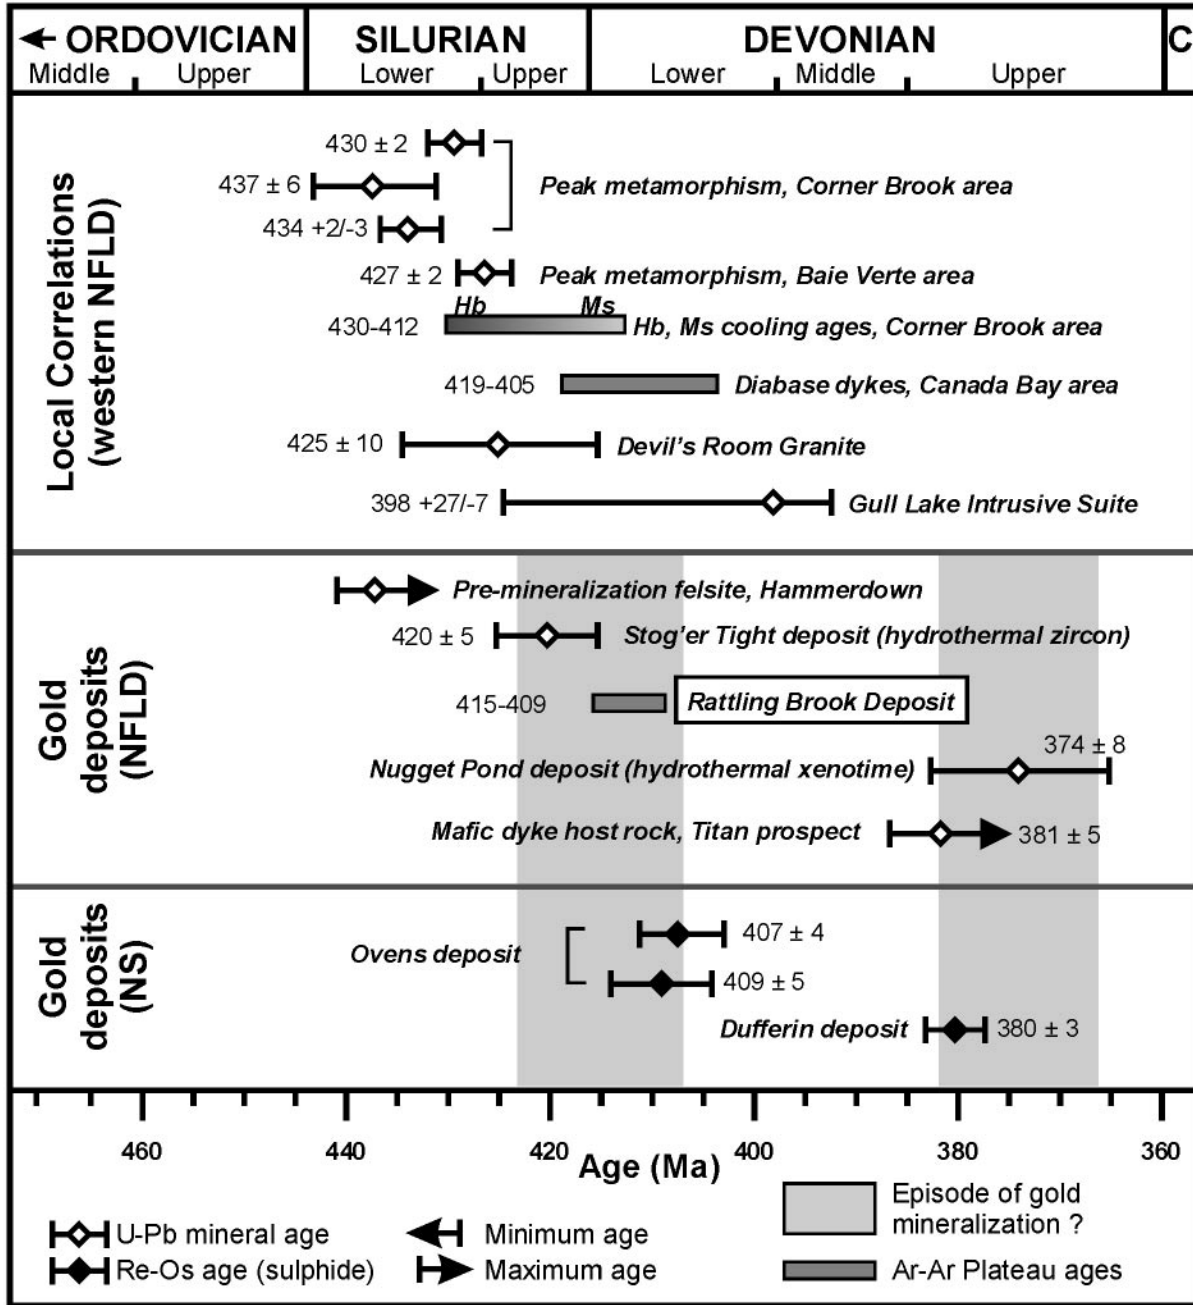 ORDOVICIAN SILURIAN DEVONIAN C
Middle Upper Lower Upper Lower Middle Upper
Local Correlations
(western NFLD)
430 ± 2
437 ± 6
Peak metamorphism, Corner Brook area
434 +2/-3
427 ± 2 Peak metamorphism, Baie Verte area
Hb Ms
430-412 Hb, Ms cooling ages, Corner Brook area
419-405 Diabase dykes, Canada Bay area
425 ± 10 Devil's Room Granite
398 +27/-7 Gull Lake Intrusive Suite
Gold
deposits
(NFLD)
Pre-mineralization felsite, Hammerdown
420 ± 5 Stog'er Tight deposit (hydrothermal zircon)
415-409 Rattling Brook Deposit
374 ± 8
Nugget Pond deposit (hydrothermal xenotime)
Mafic dyke host rock, Titan prospect 381 ± 5
Gold
deposits
(NS)
407 ± 4
Ovens deposit
409 ± 5
Dufferin deposit 380 ± 3
460 440 420 400 380 360
Age (Ma)
U-Pb mineral age
Re-Os age (sulphide)
Minimum age
Maximum age
Episode of gold
mineralization ?
Ar-Ar Plateau ages